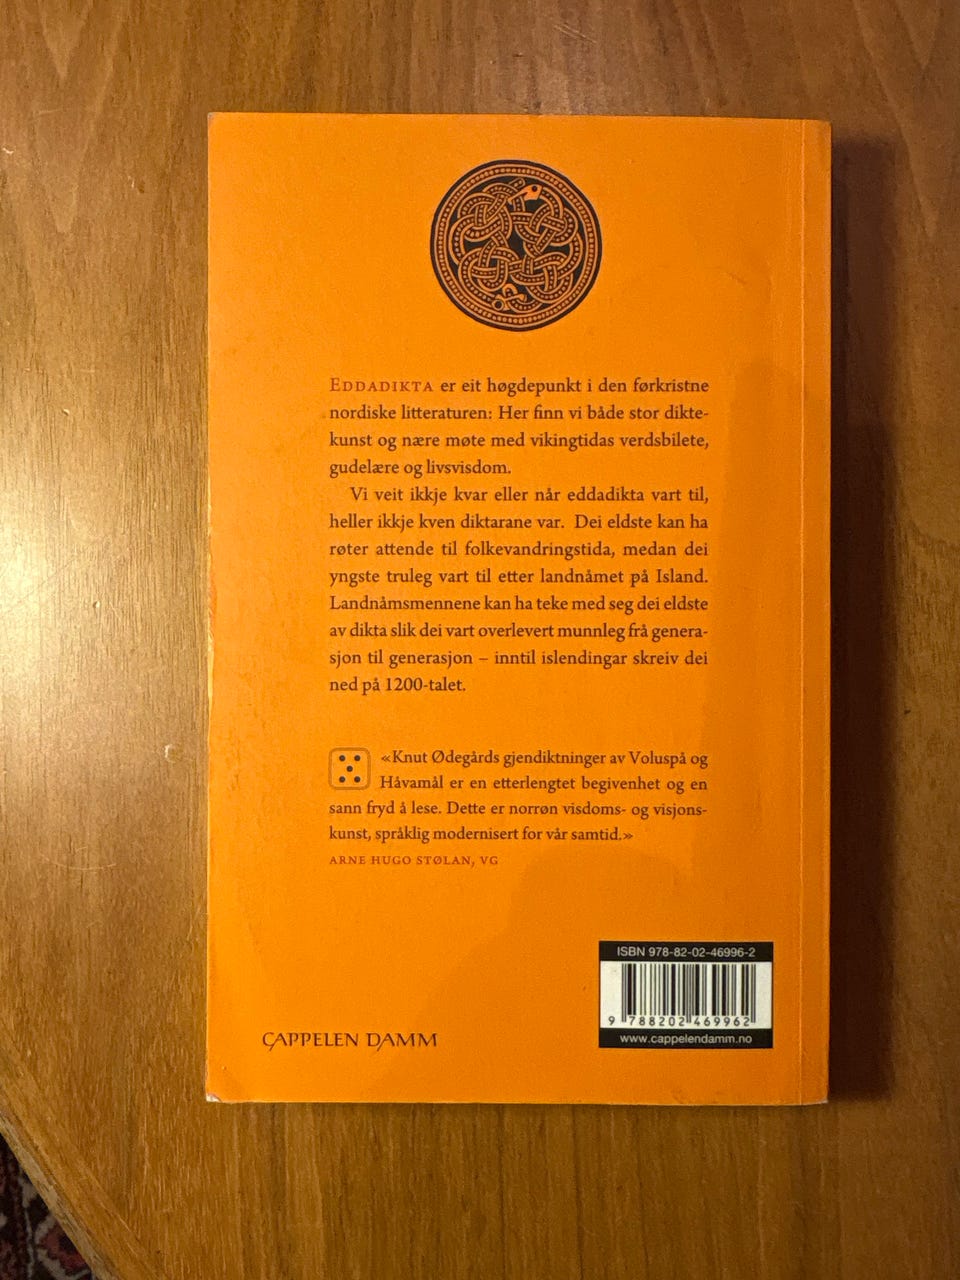 EDDADIKTA er eit høgdepunkt i den førkristne
nordiske litteraturen: Her finn vi både stor dikte-
kunst og nære møte med vikingtidas verdsbilete,
gudelære og livsvisdom.
Vi veit ikkje kvar eller når eddadikta vart til,
heller ikkje kven diktarane var. Dei eldste kan ha
røter attende til folkevandringstida, medan dei
yngste truleg vart til etter landnåmet på Island.
Landnåmsmennene kan ha teke med seg dei eldste
av dikta slik dei vart overlevert munnleg frå genera-
sjon til generasjon – inntil islendingar skreiv dei
ned på 1200-talet.
«Knut Ødegårds gjendiktninger av Voluspå og
Håvamål er en etterlengtet begivenhet og en
sann fryd å lese. Dette er norrøn visdoms- og visjons-
kunst, språklig modernisert for vår samtid.»
ARNE HUGO STØLAN, VG
ISBN 978-82-02-46996-2
9 788202 469962
www.cappelendamm.no
CAPPELEN DAMM